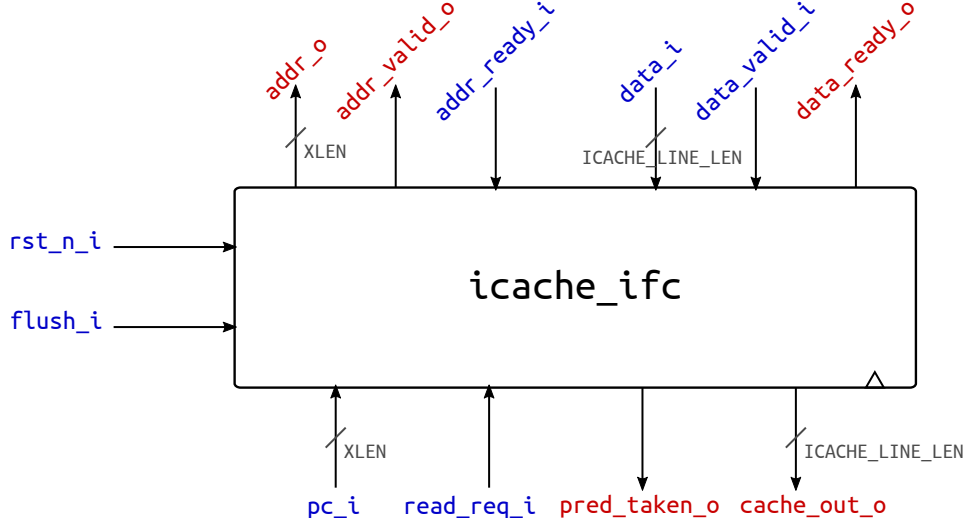 addr_o
addr_valid_o
addr_ready_i
data_i
data_valid_i
data_ready_o
XLEN
ICACHE_LINE_LEN
rst_n_i
icache_ifc
flush_i
XLEN
ICACHE_LINE_LEN
pc_i
read_req_i
pred_taken_o
cache_out_o